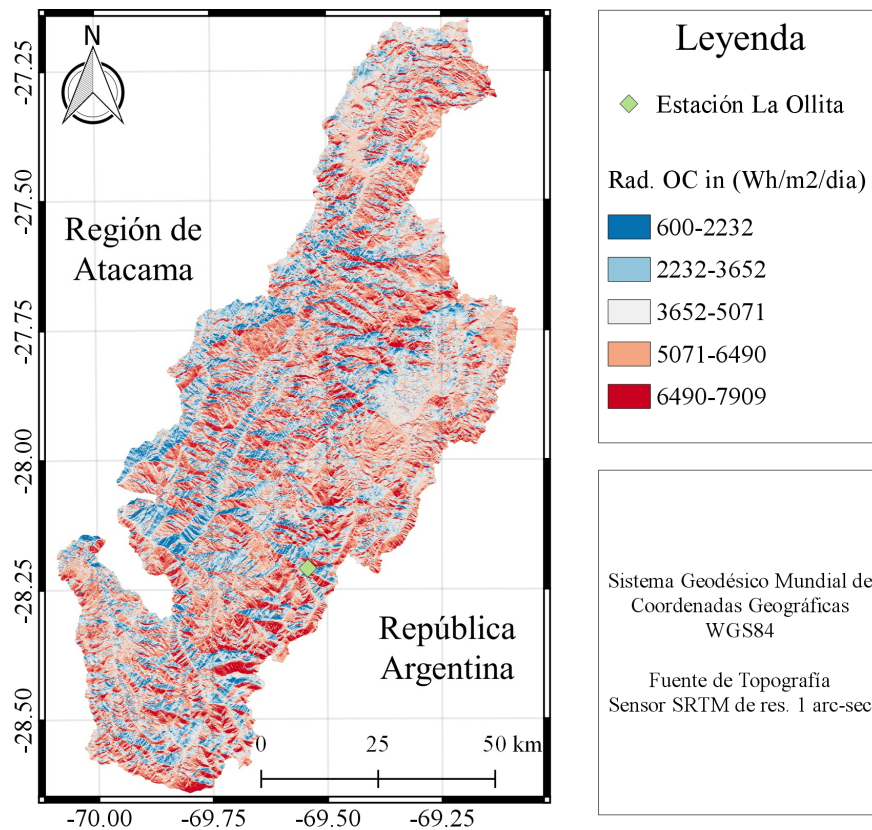 N
-27.25
-27.50
-27.75
-28.00
-28.25
-28.50
-70.00
-69.75
-69.50
-69.25
Región de
Atacama
República
Argentina
0
25
50 km
Leyenda
Estación La Ollita
Rad. OC in (Wh/m2/dia)
600-2232
2232-3652
3652-5071
5071-6490
6490-7909
Sistema Geodésico Mundial de
Coordenadas Geográficas
WGS84
Fuente de Topografía
Sensor SRTM de res. 1 arc-sec